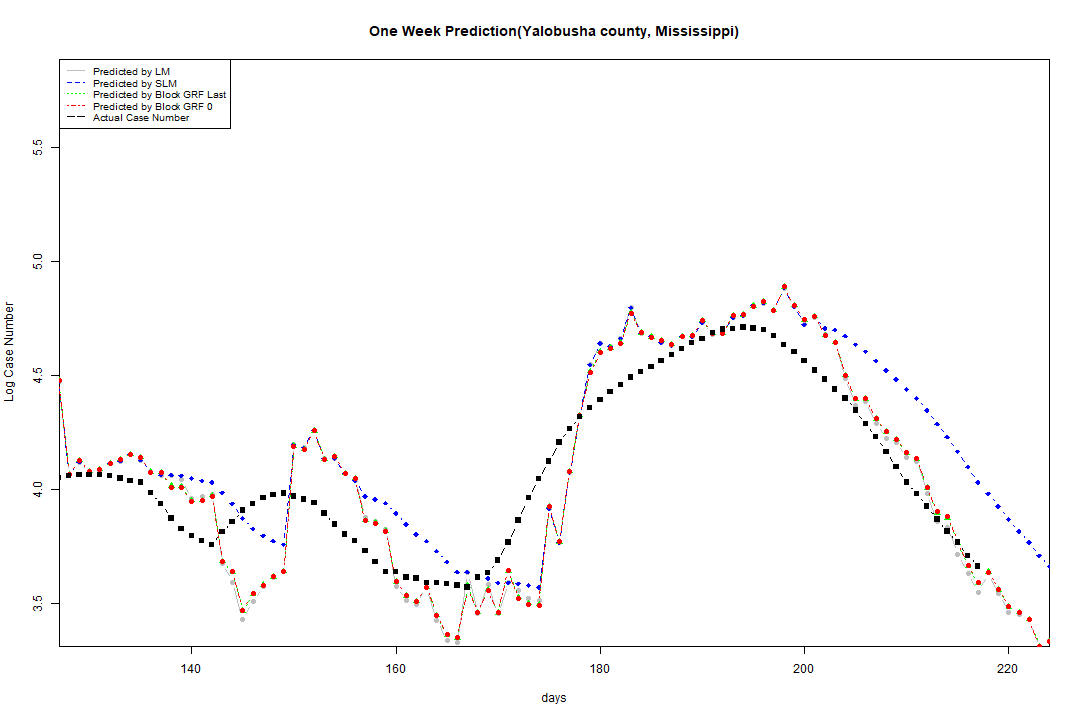 One Week Prediction(Yalobusha county, Mississippi)
Predicted by LM
Predicted by SLM
Predicted by Block GRF Last
Predicted by Block GRF 0
Actual Case Number
5.5
5.0
4.5
4.0
3.5
Log Case Number
140 160 180 200 220
days